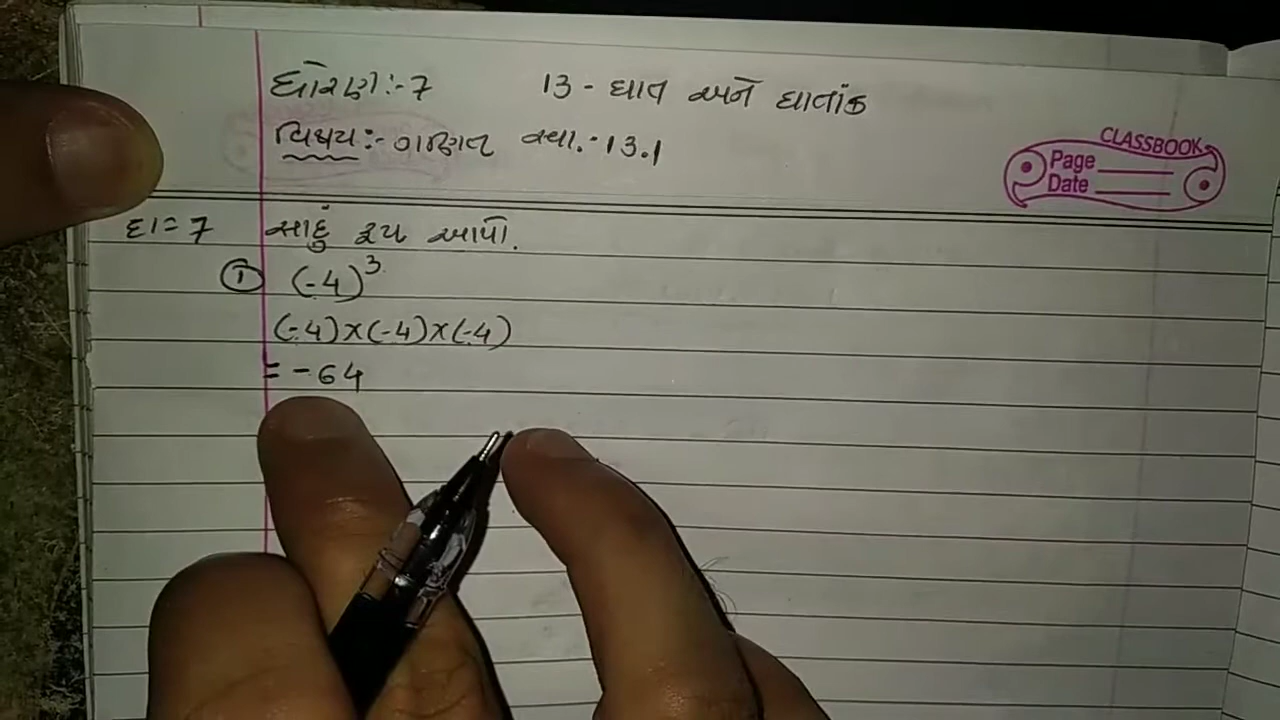 ધોરણ:-7 13 - ઘાત અને ઘાતાંક
વિષય:- ગણિત સ્વા.-13.1
CLASSBOOK
Page
Date
દા=7 સાદું રૂપ આપો.
① (-4)³
(-4)×(-4)×(-4)
= -64